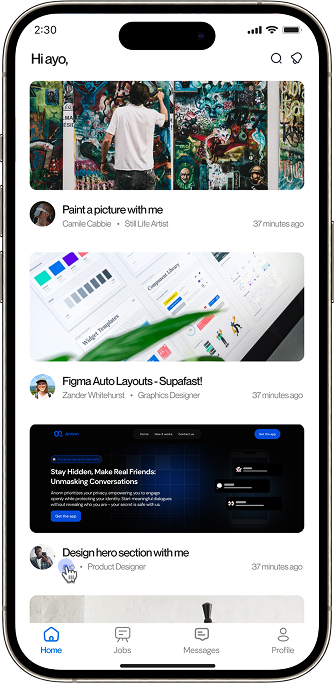 2:30
Hi ayo,
Paint a picture with me
Camile Cabbie • Still Life Artist
37 minutes ago
Widget Templates
Component Library
Figma Auto Layouts - Supafast!
Zander Whitehurst • Graphics Designer
37 minutes ago
Anorm
Home How it works Contact us
Get the app
Stay Hidden, Make Real Friends:
Unmasking Conversations
Anorm prioritizes your privacy, empowering you to engage
openly while protecting your identity. Start meaningful dialogues
without revealing who you are - your secret is safe with us.
Get the app
Design hero section with me
• Product Designer
37 minutes ago
Home
Jobs
Messages
Profile